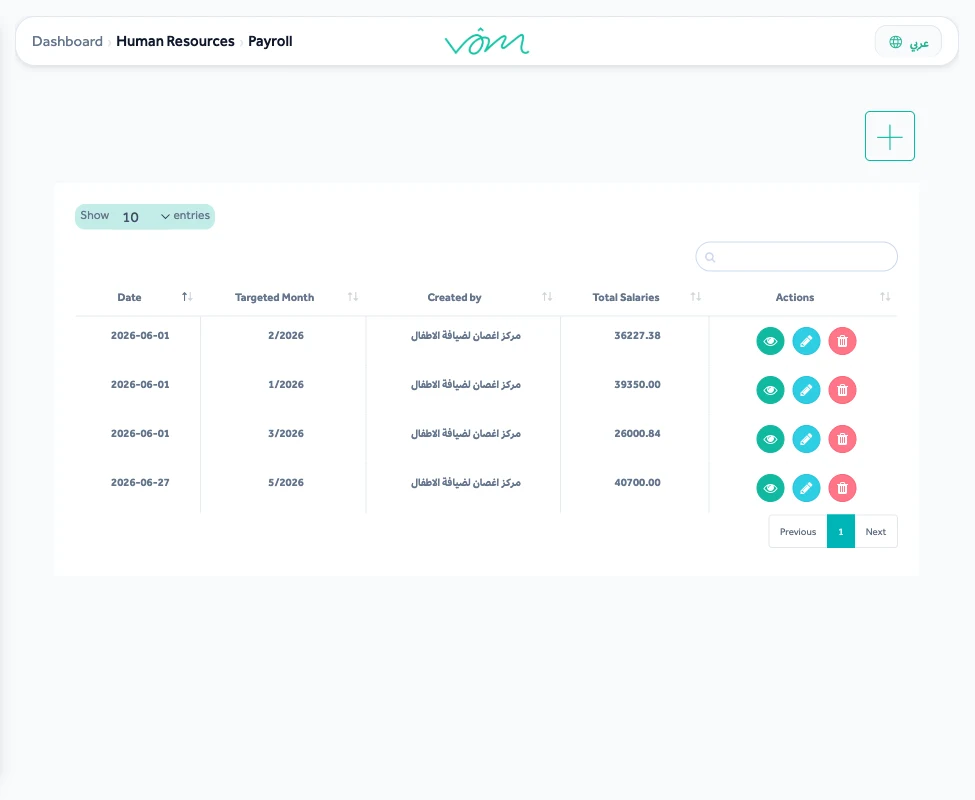 Dashboard › Human Resources › Payroll
vôm
عربي
Show 10 entries
Date Targeted Month Created by Total Salaries Actions
2026-06-01 2/2026 مركز اغصان لضيافة الاطفال 36227.38
2026-06-01 1/2026 مركز اغصان لضيافة الاطفال 39350.00
2026-06-01 3/2026 مركز اغصان لضيافة الاطفال 26000.84
2026-06-27 5/2026 مركز اغصان لضيافة الاطفال 40700.00
Previous 1 Next